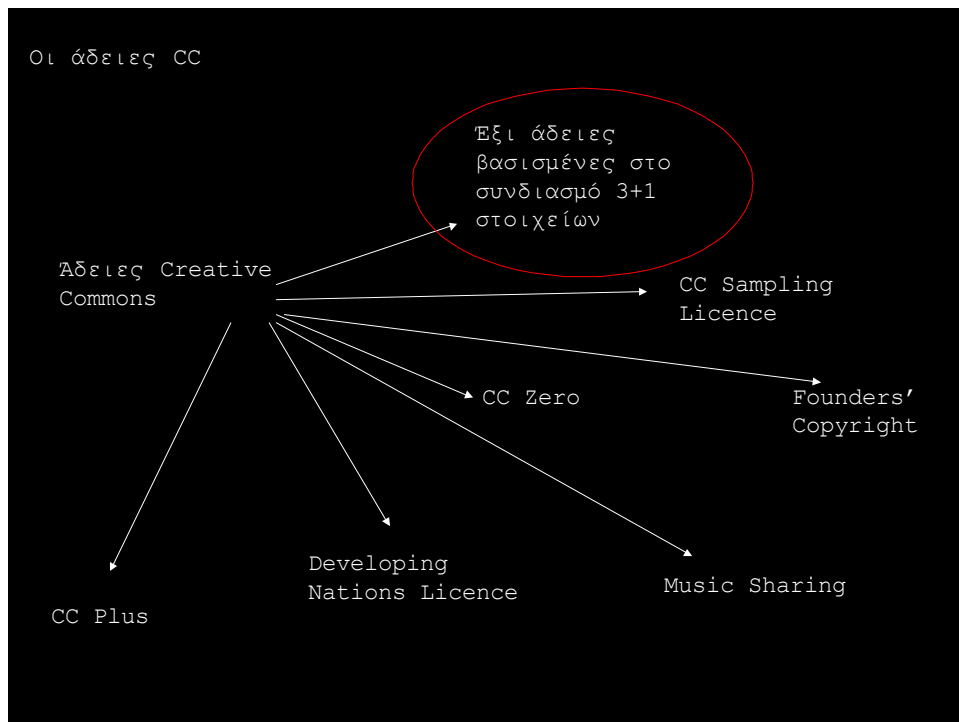 Οι άδειες CC
Έξι άδειες
βασισμένες στο
συνδιασμό 3+1
στοιχείων
Άδειες Creative
Commons
CC Sampling
Licence
CC Zero
Founders’
Copyright
Developing
Nations Licence
Music Sharing
CC Plus